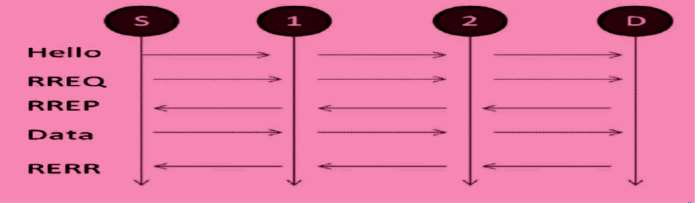 S 1 2 D
Hello
RREQ
RREP
Data
RERR